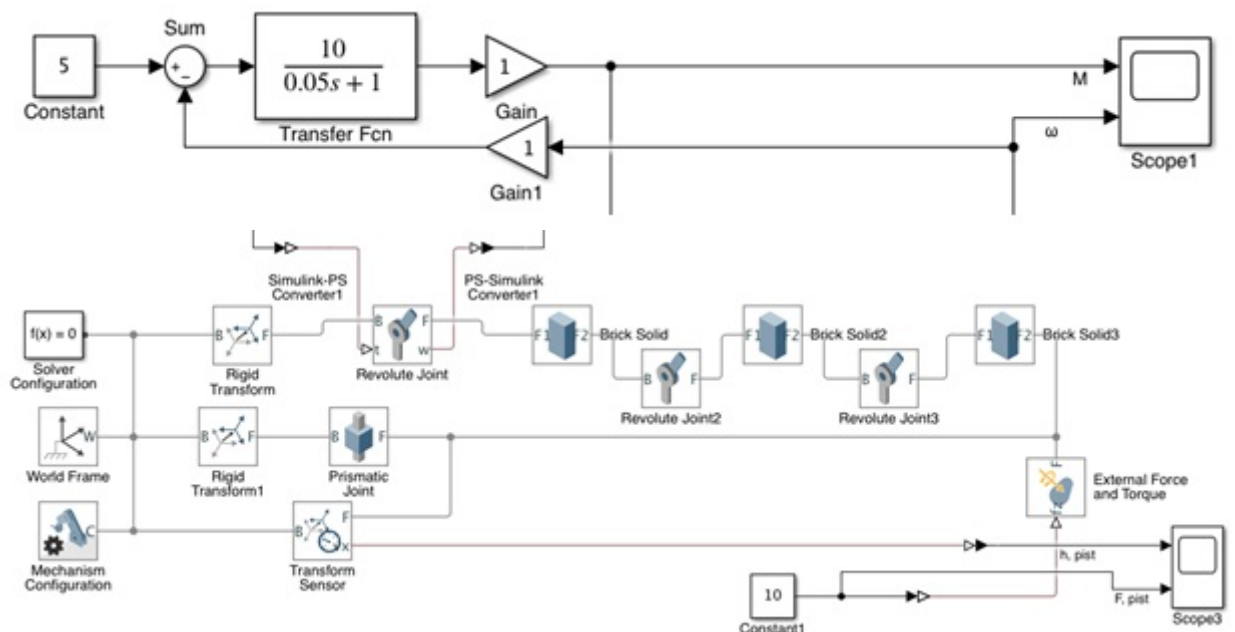 Sum
5
+
-
10
0.05s + 1
1
M
Constant
Transfer Fcn
Gain
ω
1
Gain1
Scope1
Simulink-PS
Converter1
PS-Simulink
Converter1
f(x) = 0
Solver
Configuration
B F
Rigid
Transform
B F
t w
Revolute Joint
F1 F2
Brick Solid
B F
Revolute Joint2
F1 F2
Brick Solid2
B F
Revolute Joint3
F1 F2
Brick Solid3
W
World Frame
B F
Rigid
Transform1
B F
Prismatic
Joint
F
fz
External Force
and Torque
C
Mechanism
Configuration
B F
x
Transform
Sensor
h, pist
10
Constant1
F, pist
Scope3